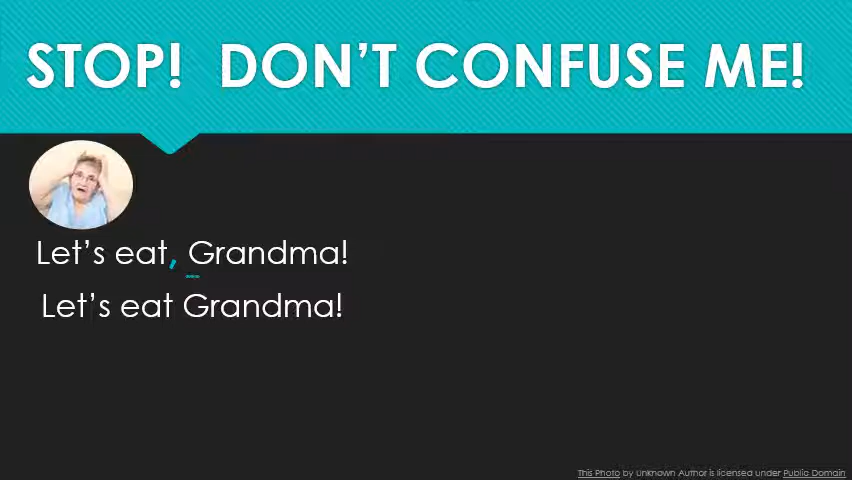 STOP! DON’T CONFUSE ME!
Let’s eat, Grandma!
Let’s eat Grandma!
This Photo by Unknown Author is licensed under Public Domain